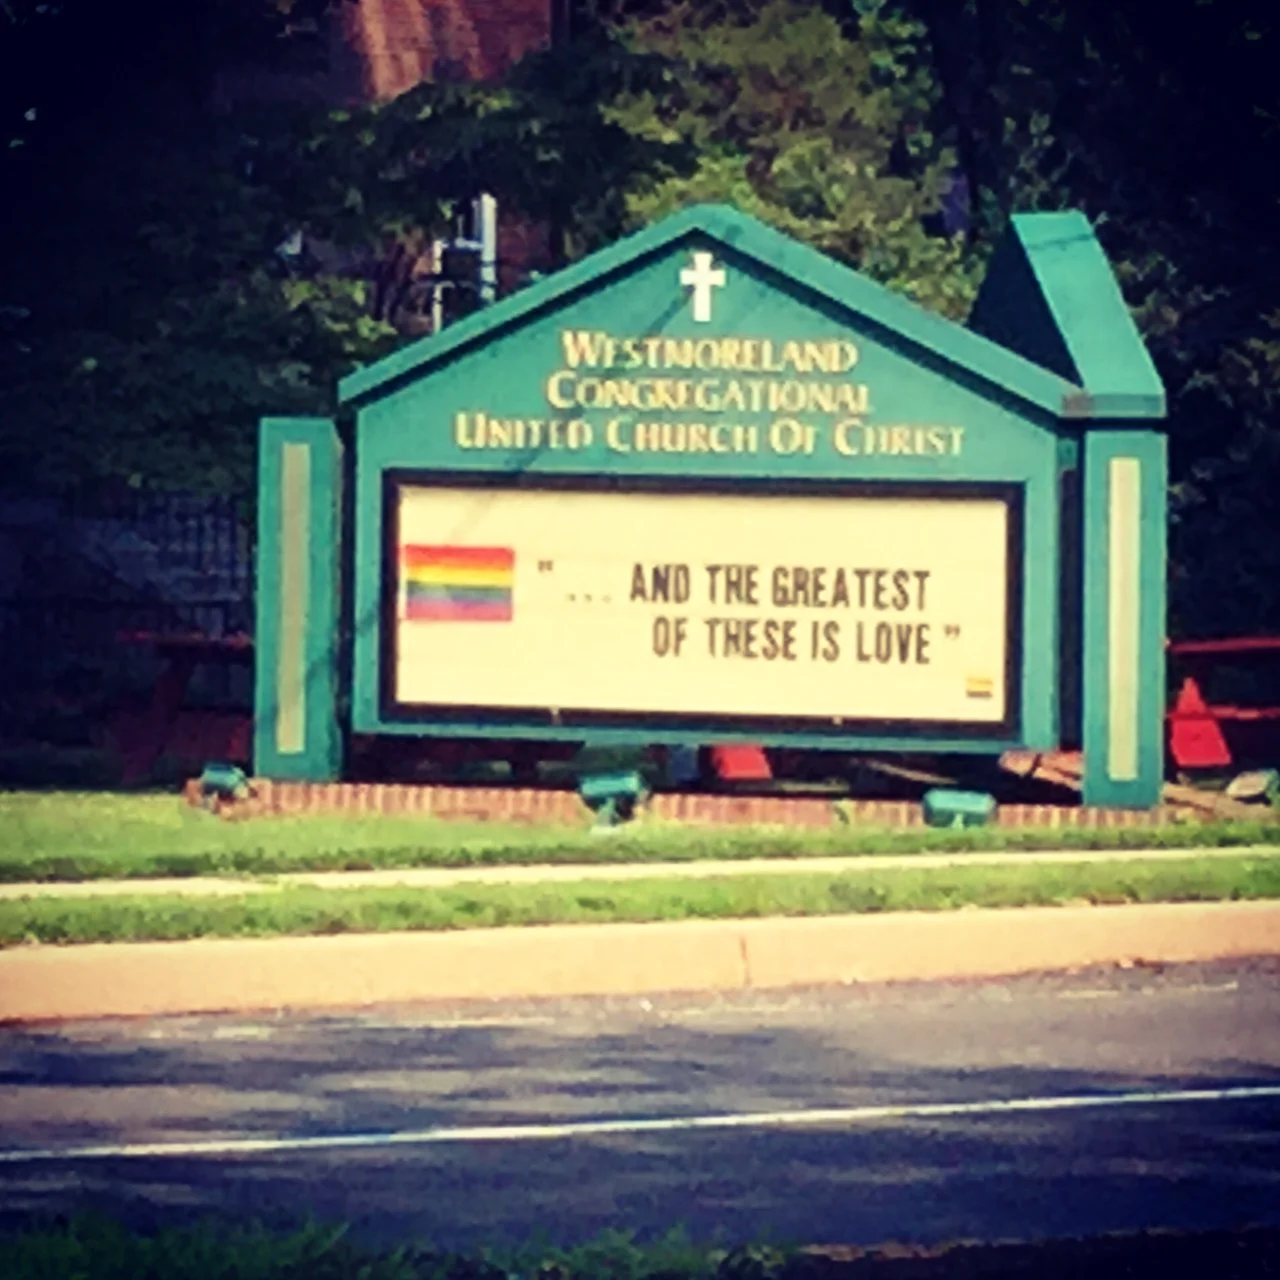 WESTMORELAND
CONGREGATIONAL
UNITED CHURCH OF CHRIST
" ... AND THE GREATEST
OF THESE IS LOVE "